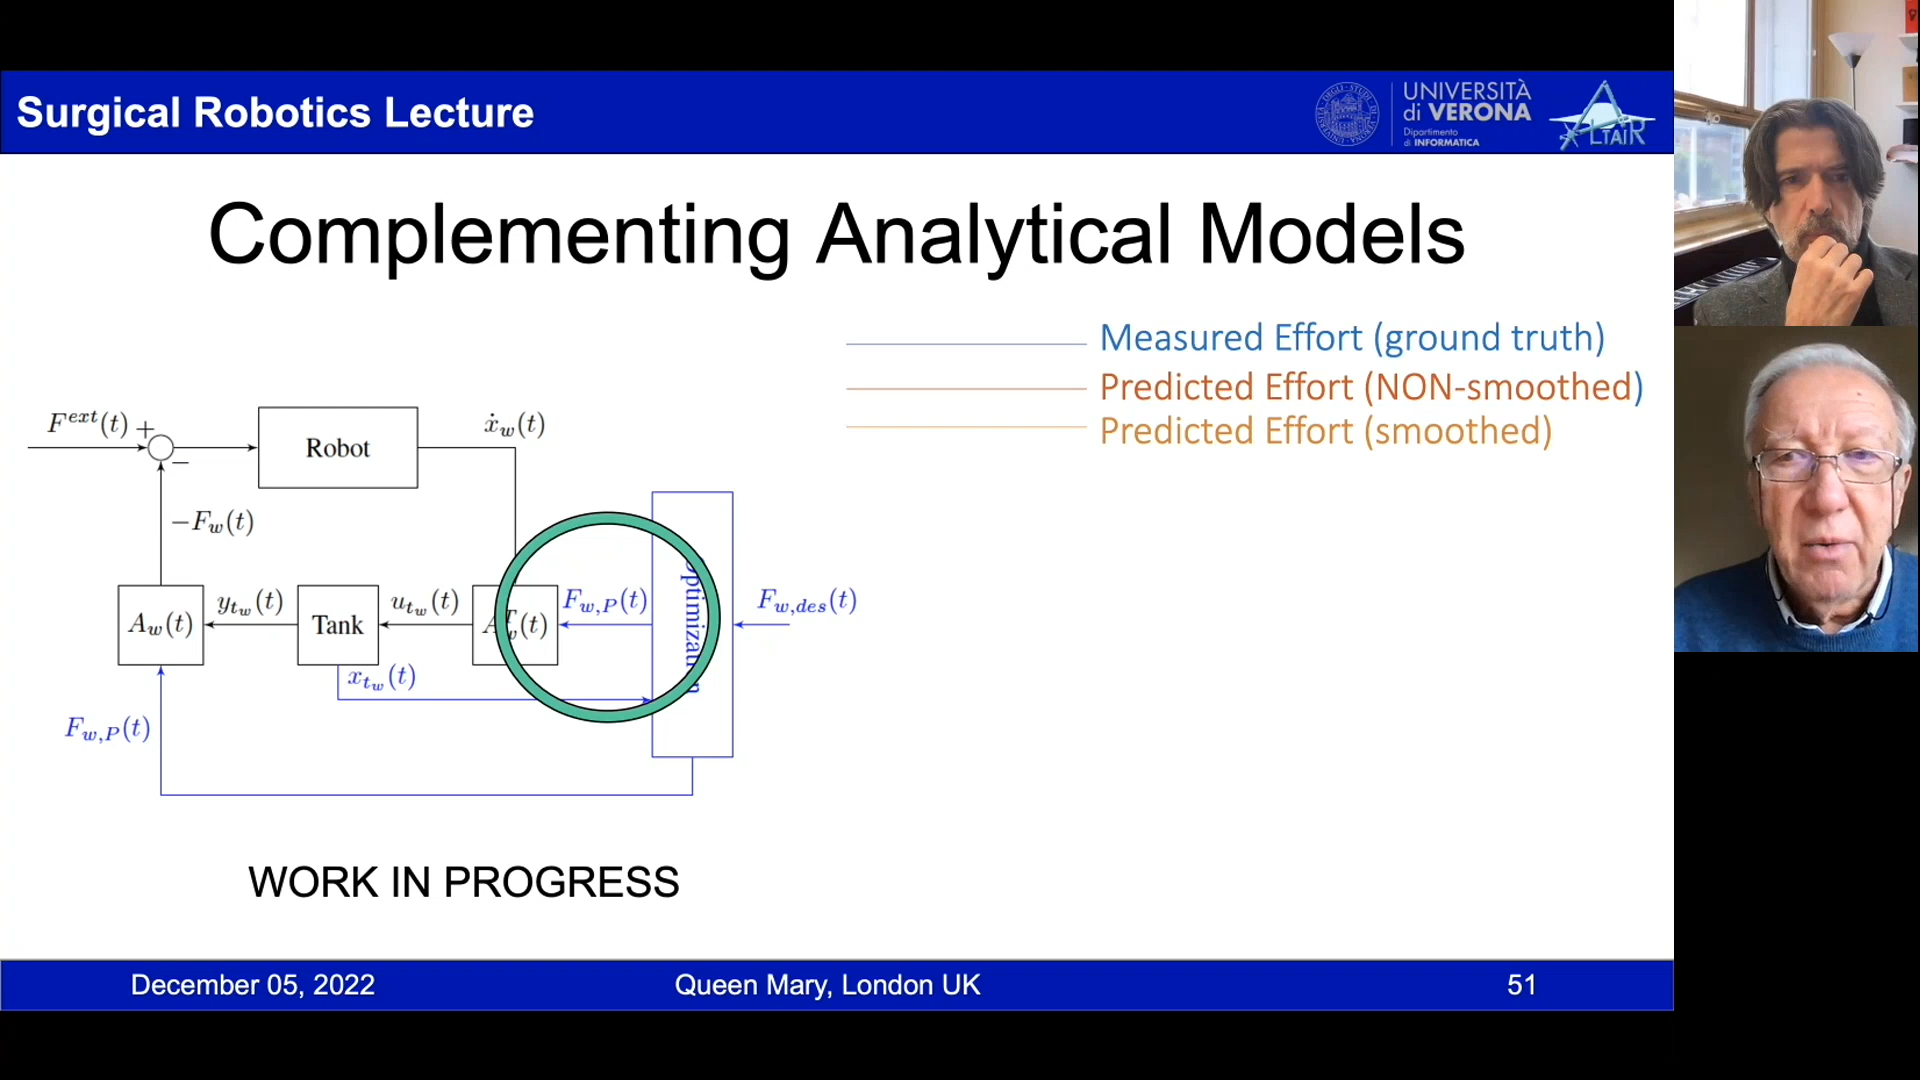 Surgical Robotics Lecture
UNIVERSITÀ
di VERONA
Dipartimento
di INFORMATICA
ALTAIR
Complementing Analytical Models
Measured Effort (ground truth)
Predicted Effort (NON-smoothed)
Predicted Effort (smoothed)
F^{ext}(t) +
−
Robot
ẋ_w(t)
−F_w(t)
A_w(t)
y_{t_w}(t)
Tank
u_{t_w}(t)
A_w^T(t)
F_{w,P}(t)
F_{w,des}(t)
x_{t_w}(t)
F_{w,P}(t)
WORK IN PROGRESS
December 05, 2022
Queen Mary, London UK
51